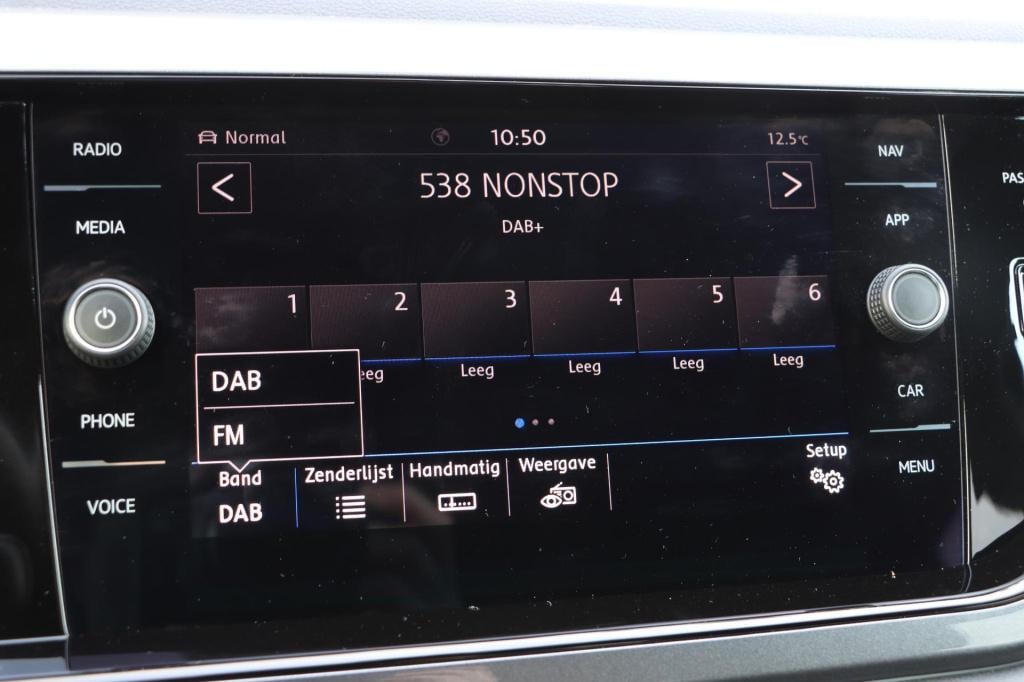 RADIO
MEDIA
PHONE
VOICE
Normal
10:50
12.5°C
<
538 NONSTOP
>
DAB+
1 2 3 4 5 6
eeg Leeg Leeg Leeg Leeg
DAB
FM
Band
DAB
Zenderlijst
Handmatig
Weergave
Setup
NAV
APP
CAR
MENU
PAS